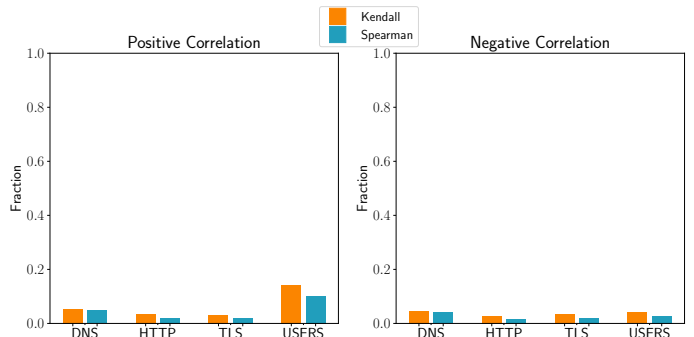 Kendall
Spearman
Positive Correlation
1.0
0.8
0.6
0.4
0.2
0.0
Fraction
DNS
HTTP
TLS
USERS
Negative Correlation
1.0
0.8
0.6
0.4
0.2
0.0
Fraction
DNS
HTTP
TLS
USERS